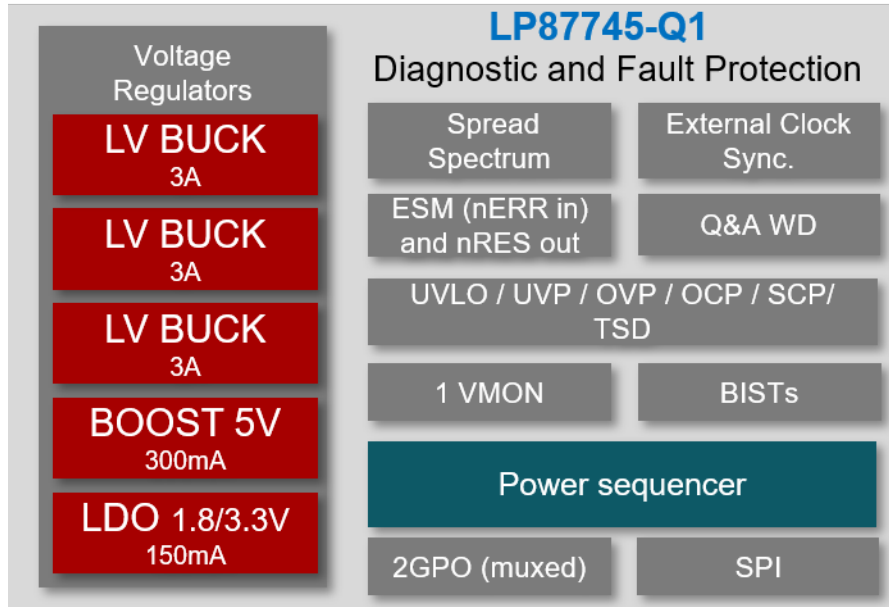 LP87745-Q1
Diagnostic and Fault Protection
Voltage
Regulators
LV BUCK
3A
LV BUCK
3A
LV BUCK
3A
BOOST 5V
300mA
LDO 1.8/3.3V
150mA
Spread
Spectrum
External Clock
Sync.
ESM (nERR in)
and nRES out
Q&A WD
UVLO / UVP / OVP / OCP / SCP/
TSD
1 VMON
BISTs
Power sequencer
2GPO (muxed)
SPI